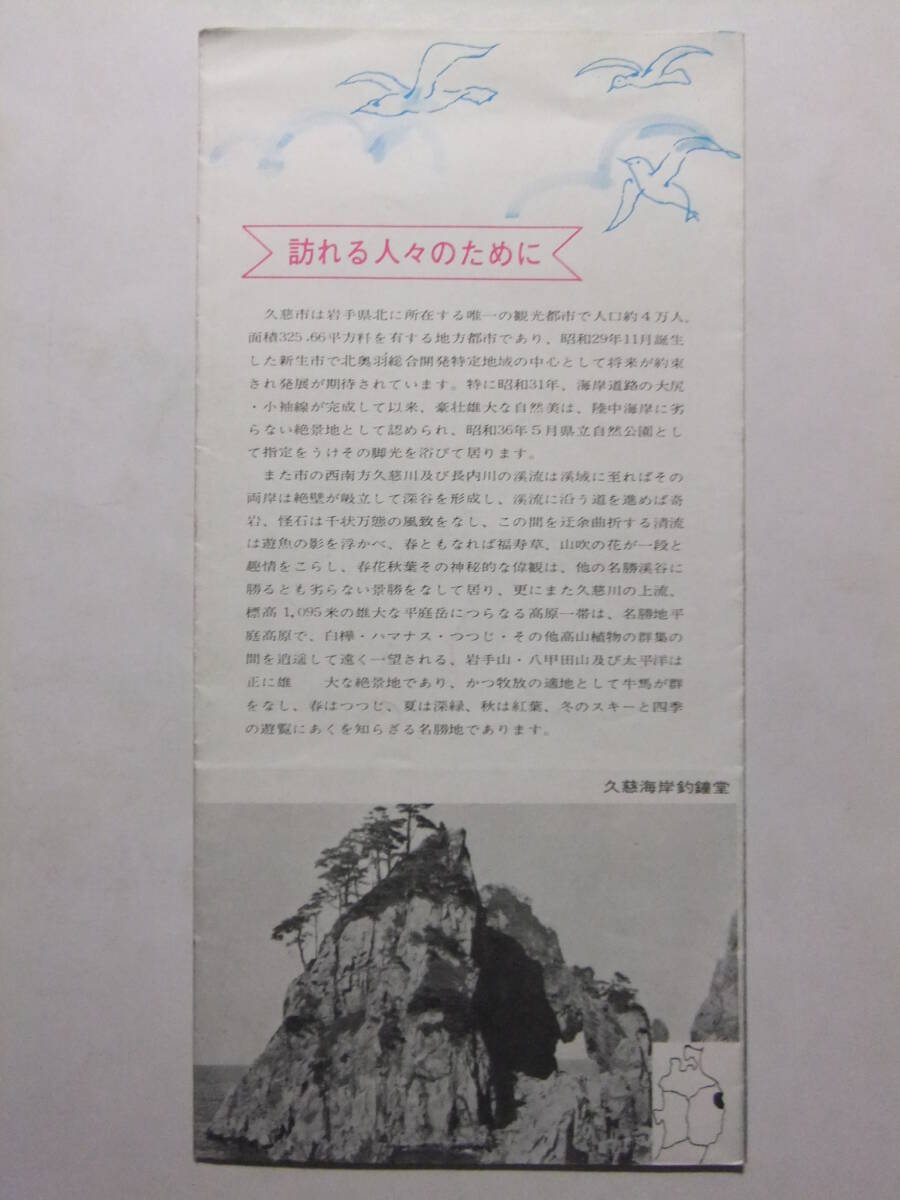 訪れる人々のために
久慈市は岩手県北に所在する唯一の観光都市で人口約4万人、
面積325.66平方粁を有する地方都市であり、昭和29年11月誕生
した新生市で北奥羽総合開発特定地域の中心として将来が約束
され発展が期待されています。特に昭和31年、海岸道路の大尻
・小袖線が完成して以来、豪壮雄大な自然美は、陸中海岸に劣
らない絶景地として認められ、昭和36年5月県立自然公園とし
て指定をうけその脚光を浴びて居ります。
また市の西南方久慈川及び長内川の溪流は溪域に至ればその
両岸は絶壁が峻立して深谷を形成し、溪流に沿う道を進めば奇
岩、怪石は千状万態の風致をなし、この間を迂余曲折する清流
は遊魚の影を浮かべ、春ともなれば福寿草、山吹の花が一段と
趣情をこらし、春花秋葉その神秘的な偉観は、他の名勝溪谷に
勝るとも劣らない景勝をなして居り、更にまた久慈川の上流、
標高1,095米の雄大な平庭岳につらなる高原一帯は、名勝地平
庭高原で、白樺・ハマナス・つつじ・その他高山植物の群集の
間を逍遥して遠く一望される、岩手山・八甲田山及び太平洋は
正に雄　大な絶景地であり、かつ牧放の適地として牛馬が群
をなし、春はつつじ、夏は深緑、秋は紅葉、冬のスキーと四季
の遊覧にあくを知らざる名勝地であります。
久慈海岸釣鐘堂